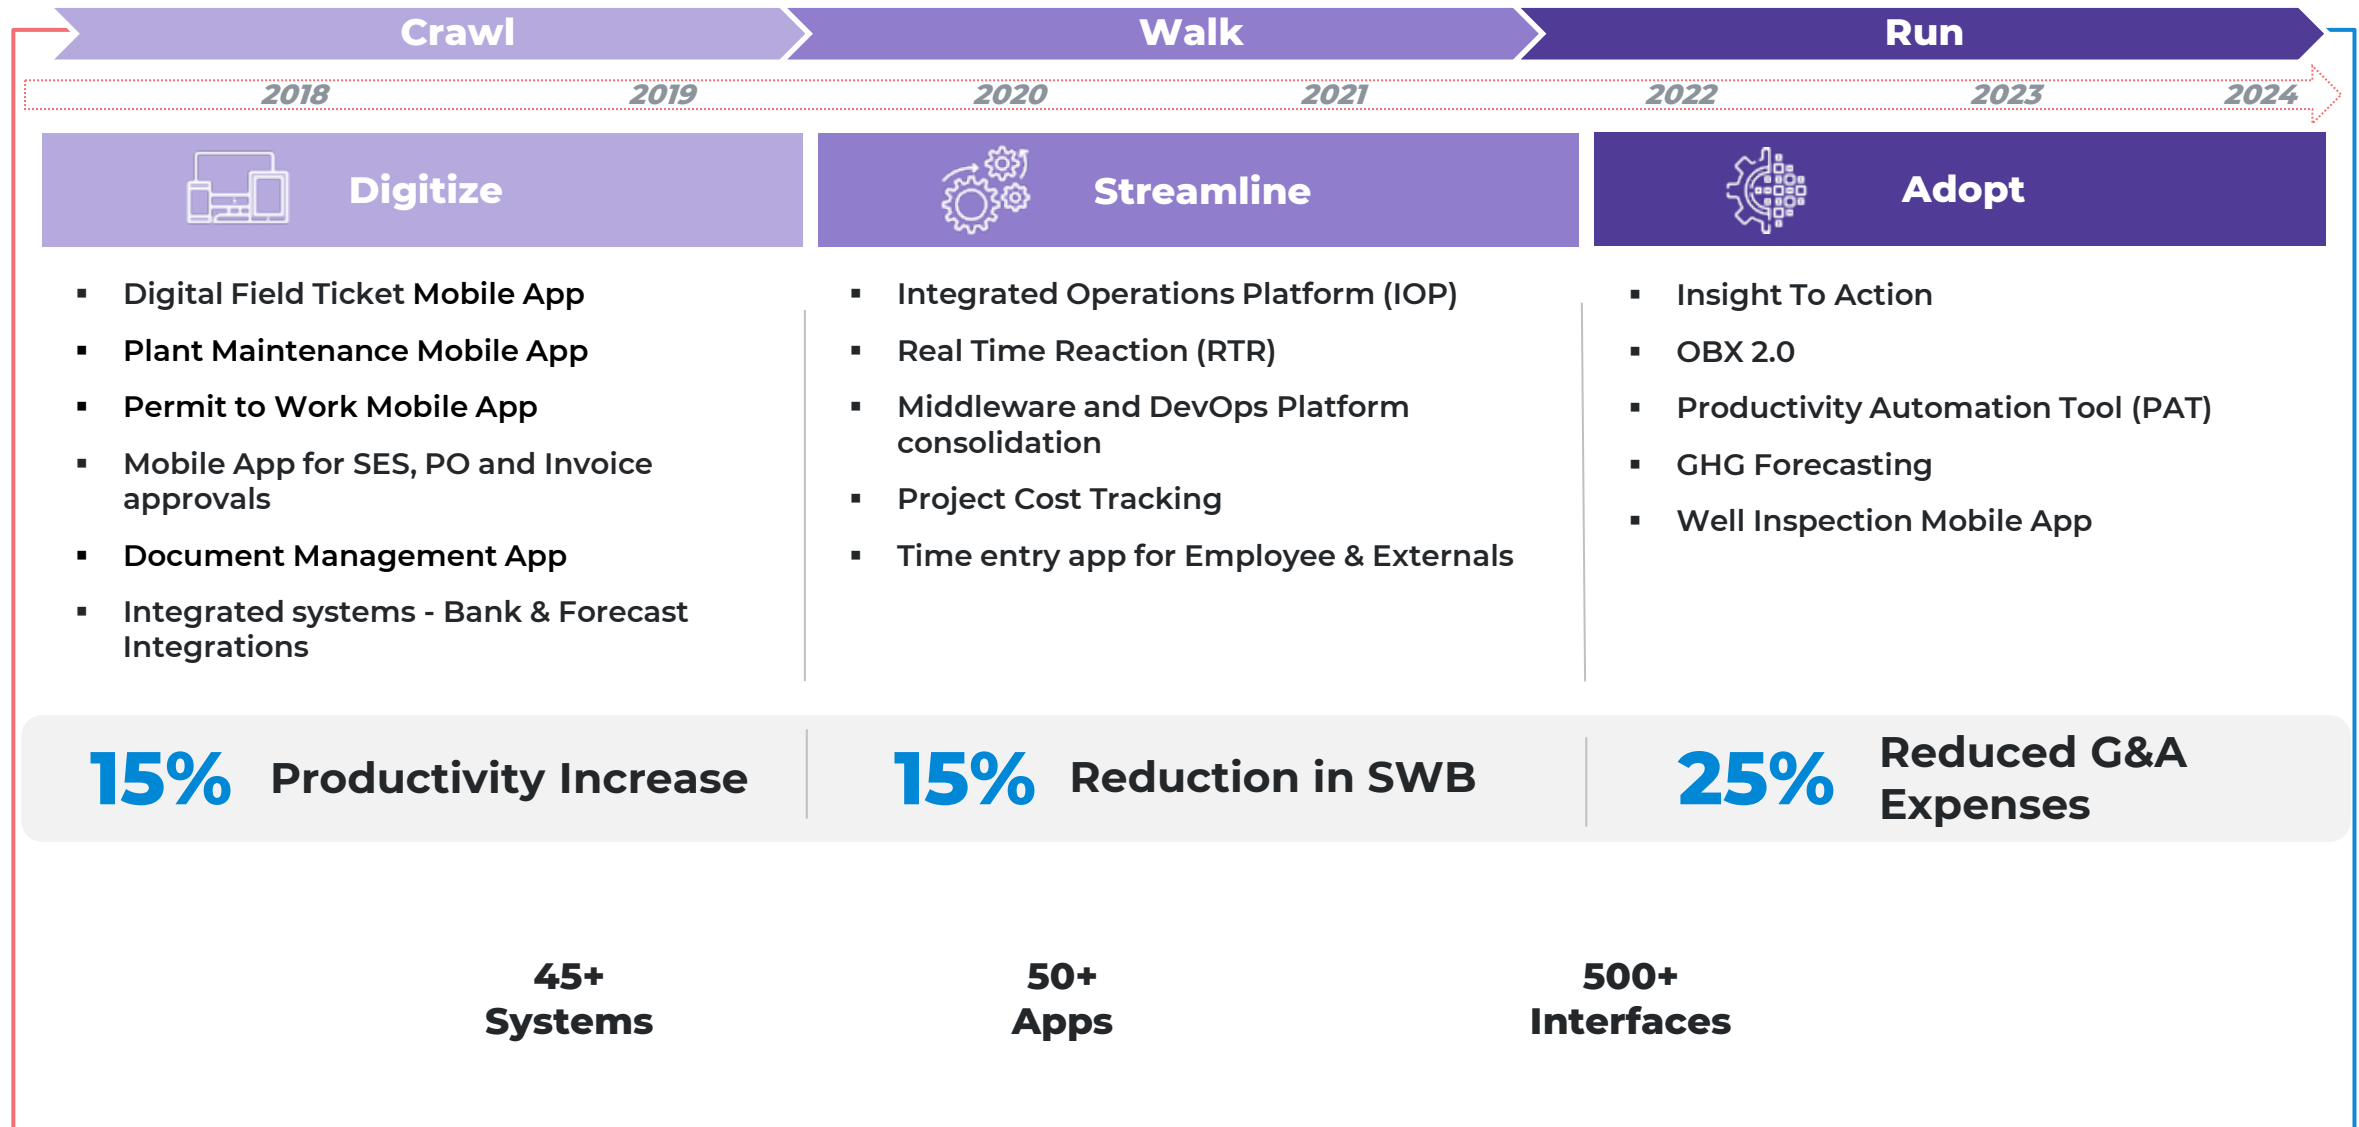 Crawl
Walk
Run
2018
2019
2020
2021
2022
2023
2024
Digitize
Streamline
Adopt
▪ Digital Field Ticket Mobile App
▪ Plant Maintenance Mobile App
▪ Permit to Work Mobile App
▪ Mobile App for SES, PO and Invoice
approvals
▪ Document Management App
▪ Integrated systems - Bank & Forecast
Integrations
▪ Integrated Operations Platform (IOP)
▪ Real Time Reaction (RTR)
▪ Middleware and DevOps Platform
consolidation
▪ Project Cost Tracking
▪ Time entry app for Employee & Externals
▪ Insight To Action
▪ OBX 2.0
▪ Productivity Automation Tool (PAT)
▪ GHG Forecasting
▪ Well Inspection Mobile App
15% Productivity Increase
15% Reduction in SWB
25% Reduced G&A
Expenses
45+
Systems
50+
Apps
500+
Interfaces